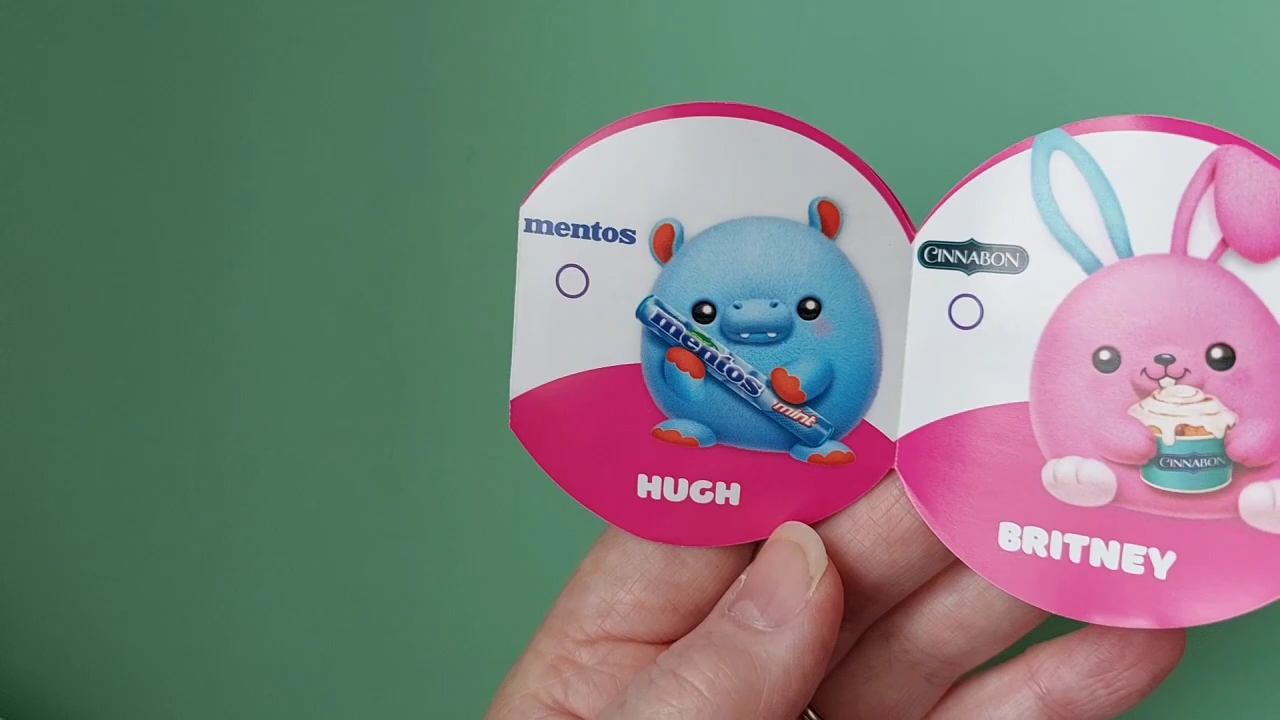 mentos
mentos
mint
HUGH
CINNABON
CINNABON
BRITNEY